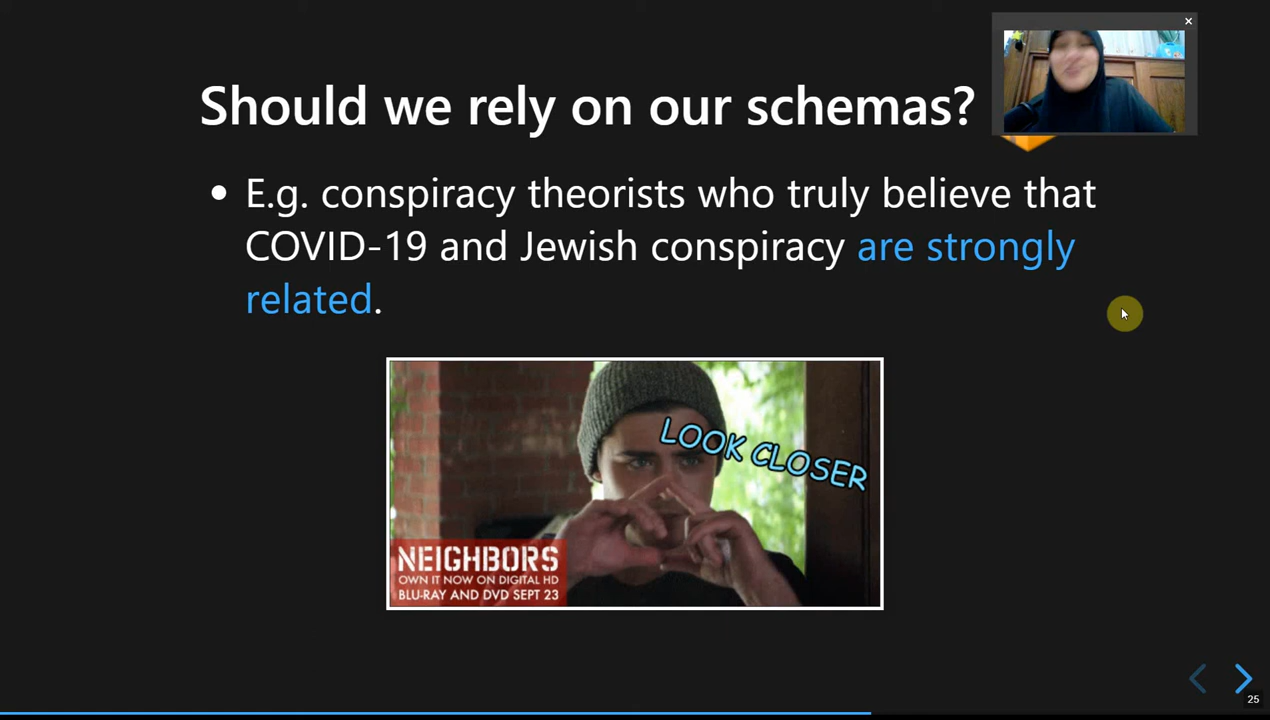 Should we rely on our schemas?
• E.g. conspiracy theorists who truly believe that
COVID-19 and Jewish conspiracy are strongly
related.
LOOK CLOSER
NEIGHBORS
OWN IT NOW ON DIGITAL HD
BLU-RAY AND DVD SEPT 23
25